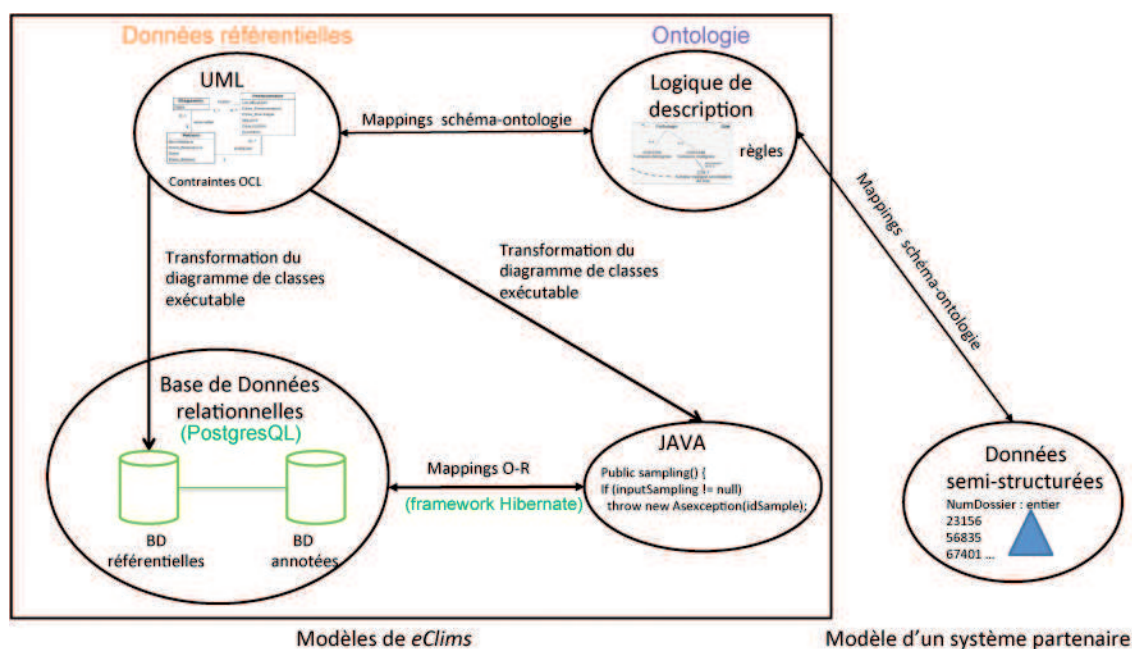 Données référentielles
Ontologie
UML
Contraintes OCL
Mappings schéma-ontologie
Logique de
description
règles
Mappings schéma-ontologie
Transformation du
diagramme de classes
exécutable
Transformation du
diagramme de classes
exécutable
Base de Données
relationnelles
(PostgresQL)
BD
référentielles
BD
annotées
Mappings O-R
(framework Hibernate)
JAVA
Public sampling() {
If (inputSampling != null)
throw new Asexception(idSample);
Données
semi-structurées
NumDossier : entier
23156
56835
67401 ...
Modèles de eClims
Modèle d'un système partenaire